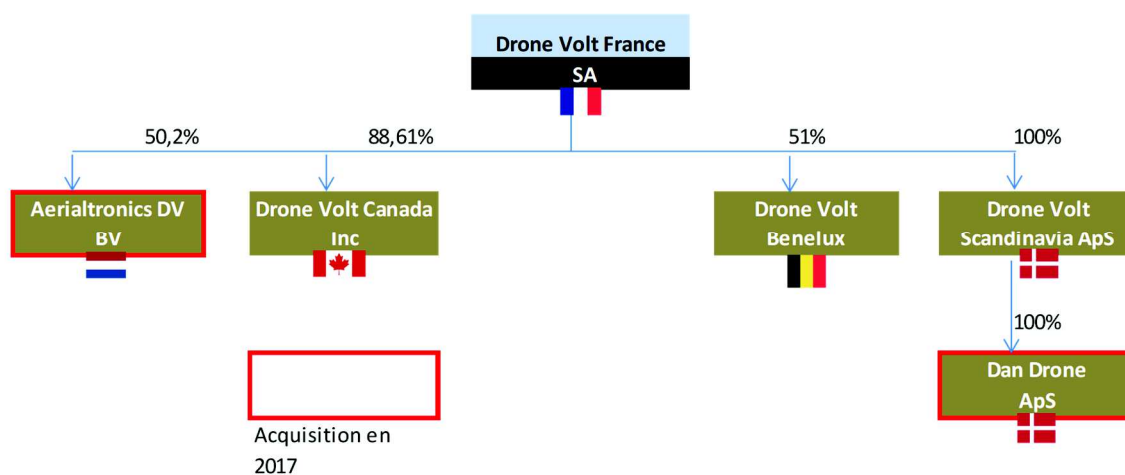 Drone Volt France
SA
50,2%
88,61%
51%
100%
Aerialtronics DV
BV
Drone Volt Canada
Inc
Drone Volt
Benelux
Drone Volt
Scandinavia ApS
100%
Dan Drone
ApS
Acquisition en
2017